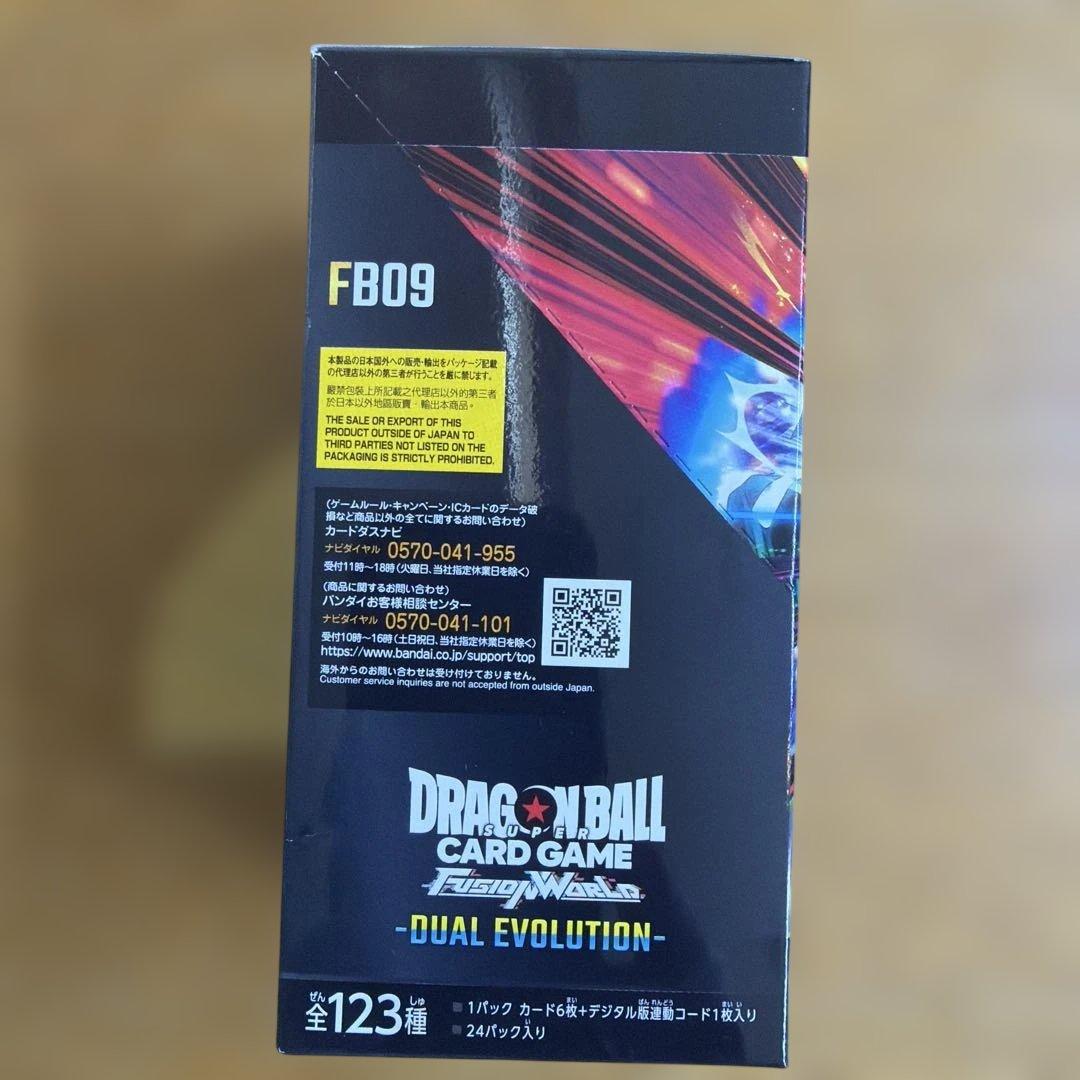 FB09
本製品の日本国外への販売・輸出をパッケージ記載
の代理店以外の第三者が行うことを厳に禁じます。
嚴禁包裝上所記載之代理店以外的第三者
於日本以外地區販賣・輸出本商品。
THE SALE OR EXPORT OF THIS
PRODUCT OUTSIDE OF JAPAN TO
THIRD PARTIES NOT LISTED ON THE
PACKAGING IS STRICTLY PROHIBITED.
(ゲームルール・キャンペーン・ICカードのデータ破
損など商品以外の全てに関するお問い合わせ)
カードダスナビ
ナビダイヤル 0570-041-955
受付11時~18時(火曜日、当社指定休業日を除く)
(商品に関するお問い合わせ)
バンダイお客様相談センター
ナビダイヤル 0570-041-101
受付10時~16時(土日祝日、当社指定休業日を除く)
https://www.bandai.co.jp/support/top
海外からのお問い合わせは受け付けておりません。
Customer service inquiries are not accepted from outside Japan.
DRAGON BALL
SUPER
CARD GAME
FUSION WORLD
-DUAL EVOLUTION-
ぜん しゅ
全123種
まい ばん れんどう まい い
1パック カード6枚+デジタル版連動コード1枚入り
い
24パック入り